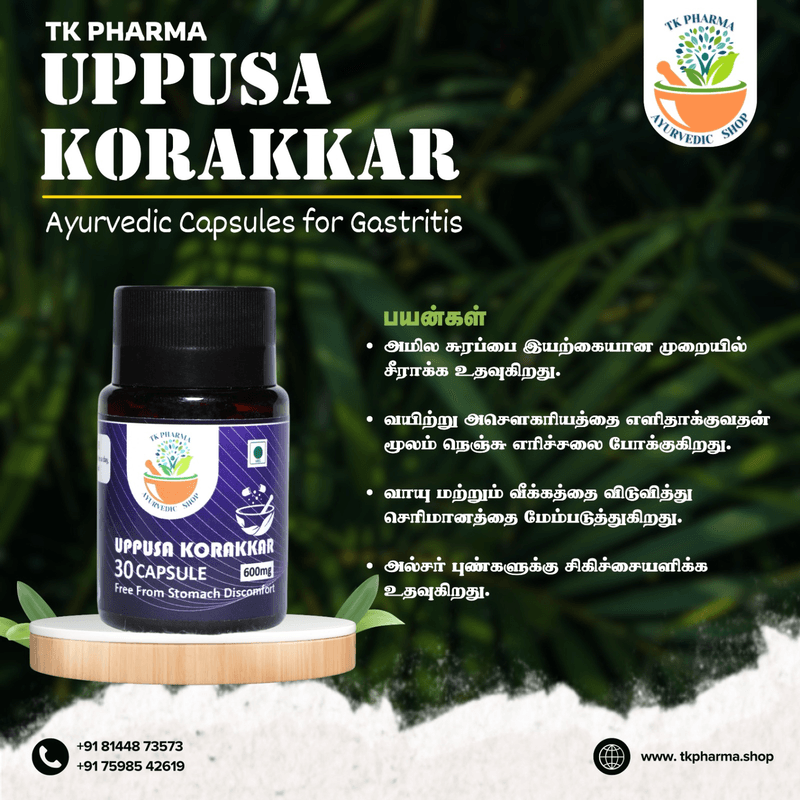 TK PHARMA
UPPUSA
KORAKKAR
Ayurvedic Capsules for Gastritis
TK PHARMA
AYURVEDIC SHOP
பயன்கள்
• அமில சுரப்பை இயற்கையான முறையில்
சீராக்க உதவுகிறது.
• வயிற்று அசௌகரியத்தை எளிதாக்குவதன்
மூலம் நெஞ்சு எரிச்சலை போக்குகிறது.
• வாயு மற்றும் வீக்கத்தை விடுவித்து
செரிமானத்தை மேம்படுத்துகிறது.
• அல்சர் புண்களுக்கு சிகிச்சையளிக்க
உதவுகிறது.
TK PHARMA
AYURVEDIC SHOP
UPPUSA KORAKKAR
30 CAPSULE 600mg
Free From Stomach Discomfort
+91 81448 73573
+91 75985 42619
www. tkpharma.shop